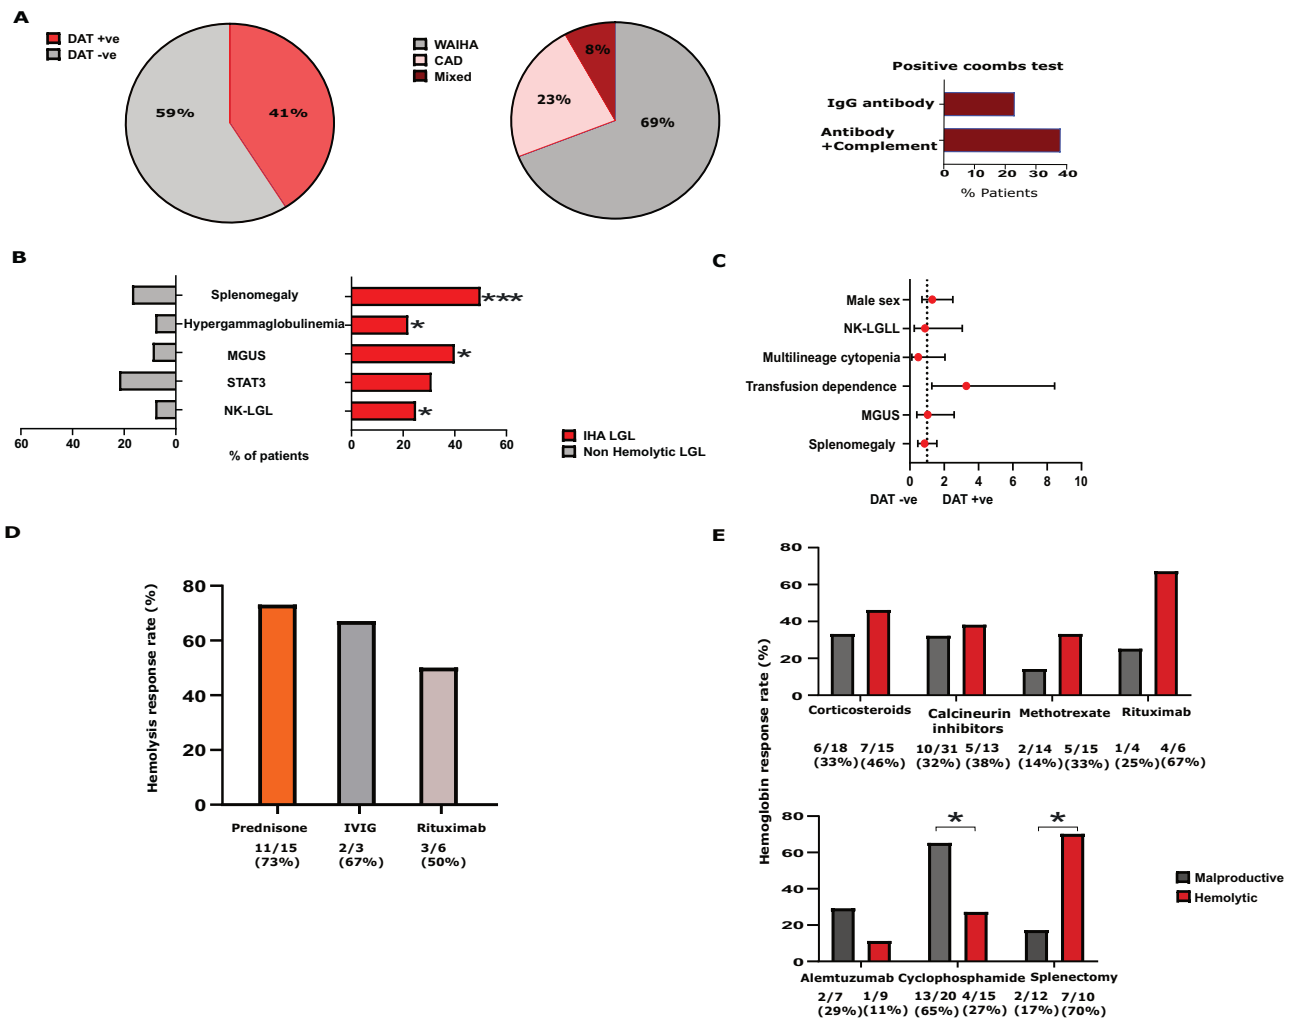 A
DAT +ve
DAT -ve
59%
41%
WAIHA
CAD
Mixed
8%
23%
69%
Positive coombs test
IgG antibody
Antibody
+Complement
0 10 20 30 40
% Patients
B
Splenomegaly
***
Hypergammaglobulinemia
*
MGUS
*
STAT3
NK-LGL
*
60 40 20 0
0 20 40 60
% of patients
IHA LGL
Non Hemolytic LGL
C
Male sex
NK-LGLL
Multilineage cytopenia
Transfusion dependence
MGUS
Splenomegaly
0 2 4 6 8 10
DAT -ve DAT +ve
D
Hemolysis response rate (%)
80
60
40
20
0
Prednisone IVIG Rituximab
11/15 2/3 3/6
(73%) (67%) (50%)
E
Hemoglobin response rate (%)
80
60
40
20
0
Corticosteroids Calcineurin Methotrexate Rituximab
inhibitors
6/18 7/15 10/31 5/13 2/14 5/15 1/4 4/6
(33%) (46%) (32%) (38%) (14%) (33%) (25%) (67%)
80
60
40
20
0
* *
Malproductive
Hemolytic
Alemtuzumab Cyclophosphamide Splenectomy
2/7 1/9 13/20 4/15 2/12 7/10
(29%) (11%) (65%) (27%) (17%) (70%)